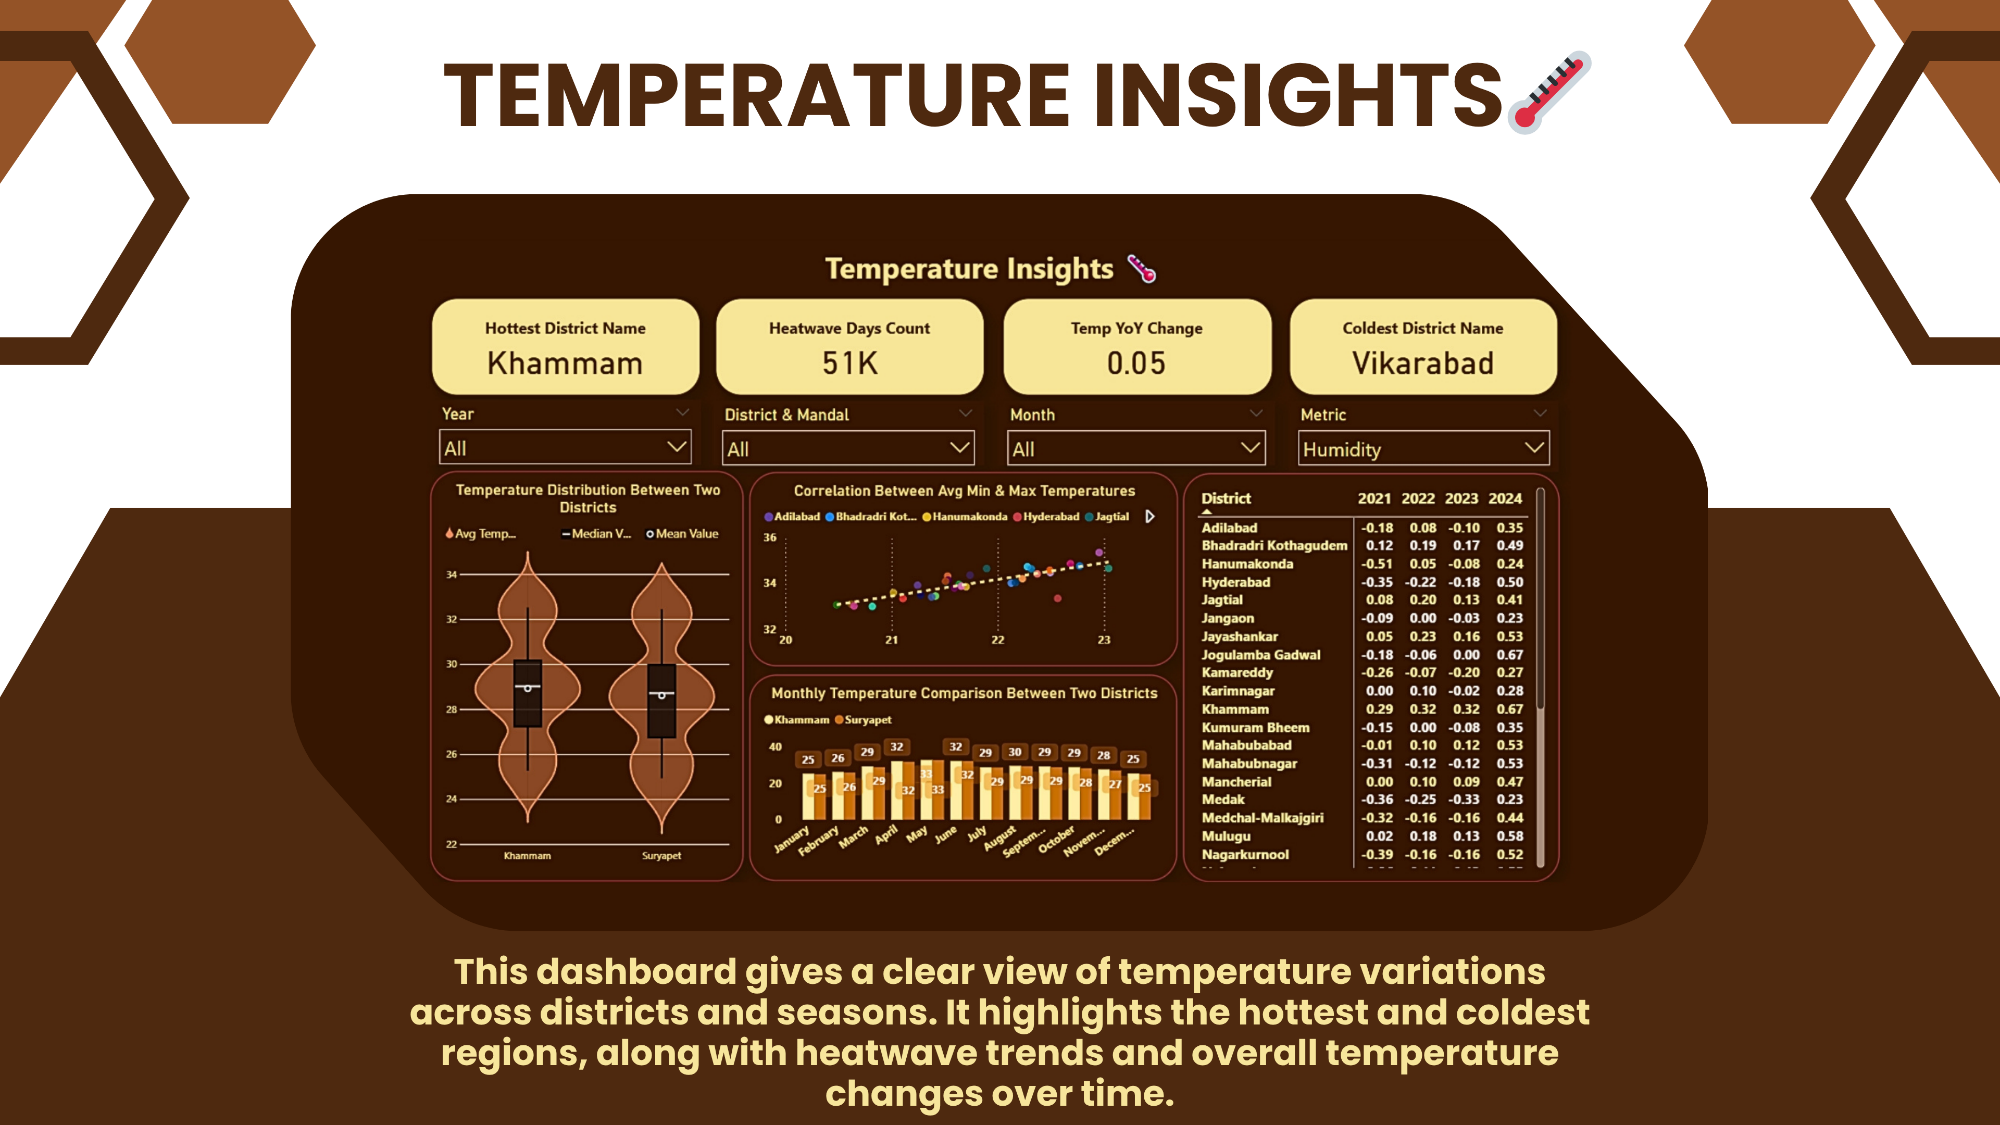 TEMPERATURE INSIGHTS
Temperature Insights
Hottest District Name
Khammam
Heatwave Days Count
51K
Temp YoY Change
0.05
Coldest District Name
Vikarabad
Year
All
District & Mandal
All
Month
All
Metric
Humidity
Temperature Distribution Between Two
Districts
Avg Temp... Median V... Mean Value
34
32
30
28
26
24
22
Khammam Suryapet
Correlation Between Avg Min & Max Temperatures
Adilabad Bhadradri Kot... Hanumakonda Hyderabad Jagtial
36
34
32
20 21 22 23
Monthly Temperature Comparison Between Two Districts
Khammam Suryapet
40
20
0
25 26 29 32 33 32 29 30 29 29 28 25
25 26 29 32 33 32 29 29 29 28 27 25
January February March April May June July August Septem... October Novem... Decem...
District 2021 2022 2023 2024
Adilabad -0.18 0.08 -0.10 0.35
Bhadradri Kothagudem 0.12 0.19 0.17 0.49
Hanumakonda -0.51 0.05 -0.08 0.24
Hyderabad -0.35 -0.22 -0.18 0.50
Jagtial 0.08 0.20 0.13 0.41
Jangaon -0.09 0.00 -0.03 0.23
Jayashankar 0.05 0.23 0.16 0.53
Jogulamba Gadwal -0.18 -0.06 0.00 0.67
Kamareddy -0.26 -0.07 -0.20 0.27
Karimnagar 0.00 0.10 -0.02 0.28
Khammam 0.29 0.32 0.32 0.67
Kumuram Bheem -0.15 0.00 -0.08 0.35
Mahabubabad -0.01 0.10 0.12 0.53
Mahabubnagar -0.31 -0.12 -0.12 0.53
Mancherial 0.00 0.10 0.09 0.47
Medak -0.36 -0.25 -0.33 0.23
Medchal-Malkajgiri -0.32 -0.16 -0.16 0.44
Mulugu 0.02 0.18 0.13 0.58
Nagarkurnool -0.39 -0.16 -0.16 0.52
This dashboard gives a clear view of temperature variations
across districts and seasons. It highlights the hottest and coldest
regions, along with heatwave trends and overall temperature
changes over time.